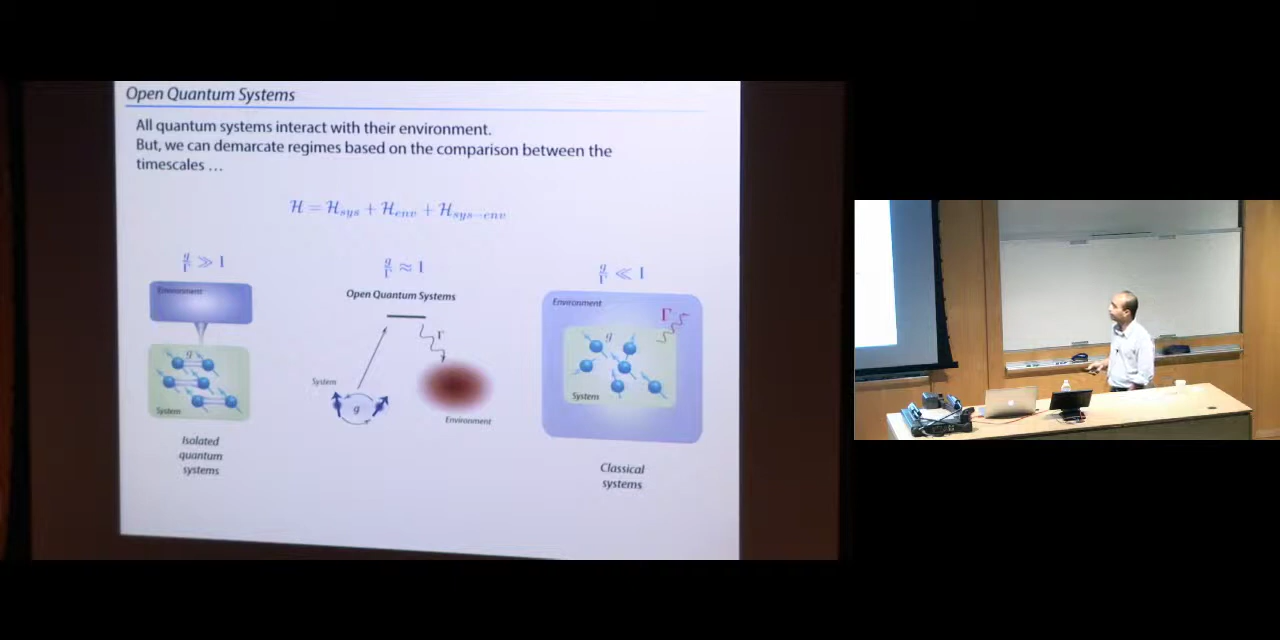 Open Quantum Systems
All quantum systems interact with their environment.
But, we can demarcate regimes based on the comparison between the
timescales ...
H = H_sys + H_env + H_sys-env
g/Γ ≫ 1
Environment
g
System
Isolated
quantum
systems
g/Γ ≈ 1
Open Quantum Systems
Γ
System
g
Environment
g/Γ ≪ 1
Environment
Γ
g
System
Classical
systems